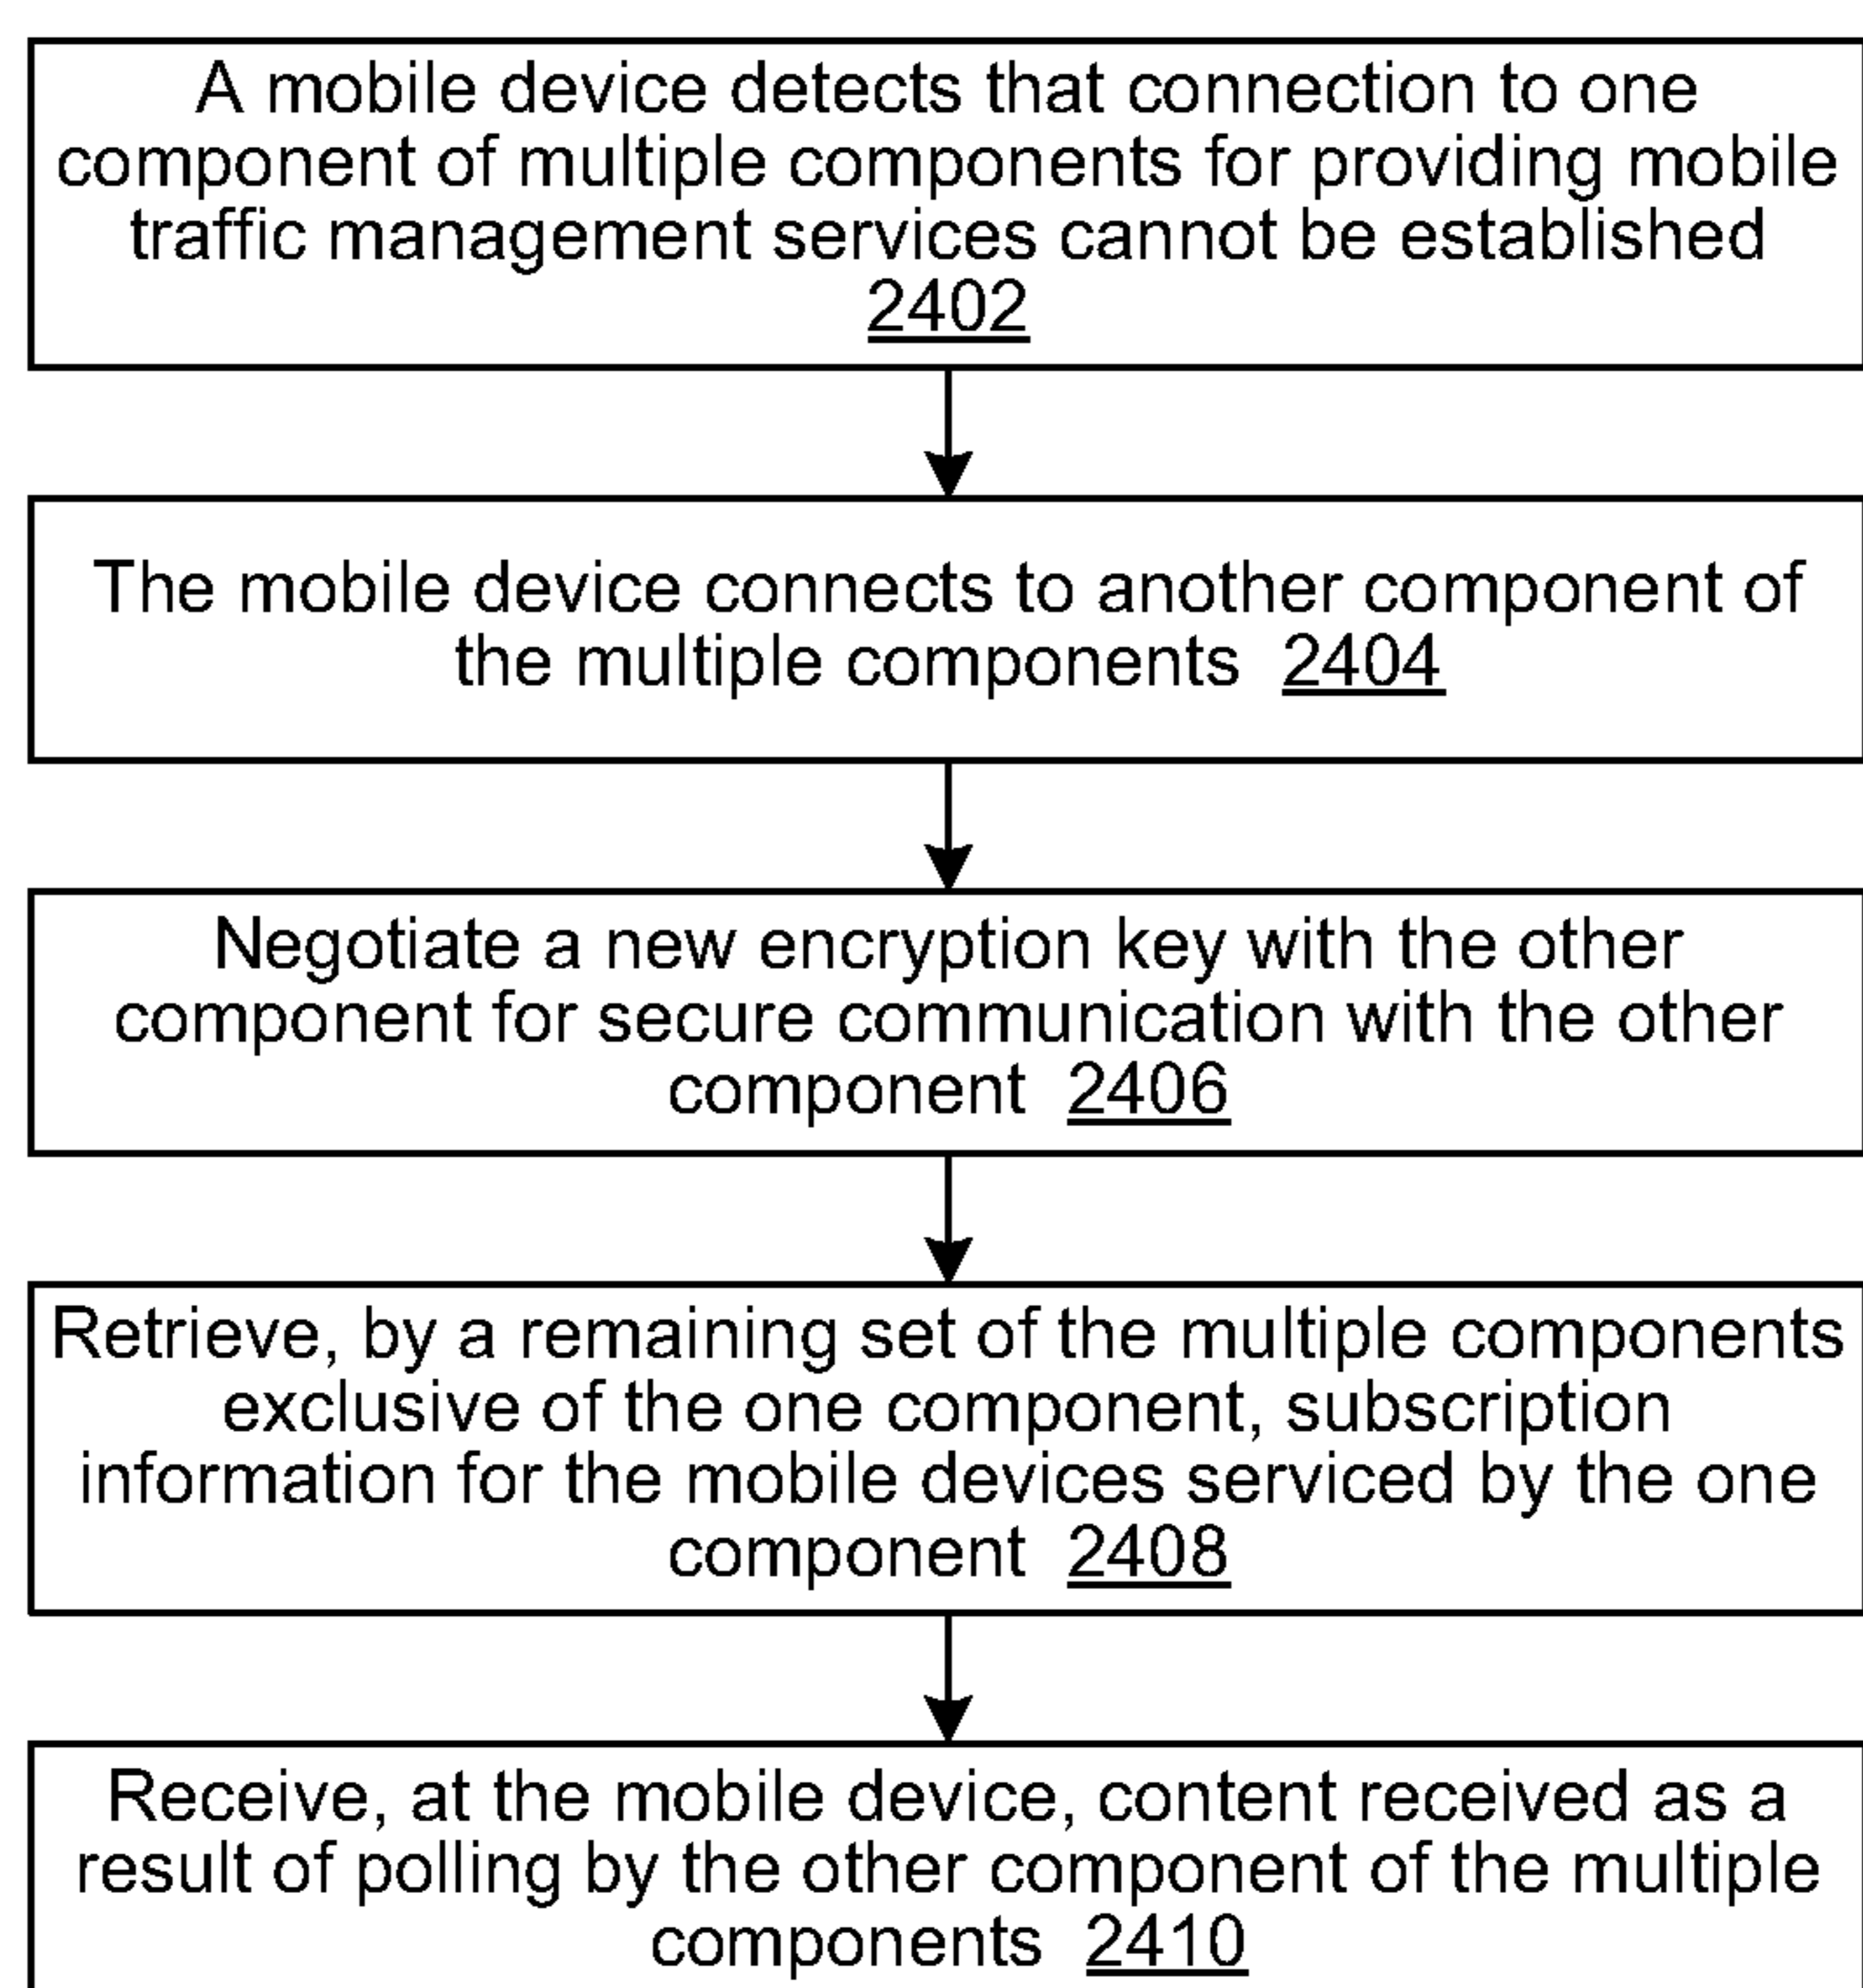 A mobile device detects that connection to one
component of multiple components for providing mobile
traffic management services cannot be established
2402
The mobile device connects to another component of
the multiple components 2404
Negotiate a new encryption key with the other
component for secure communication with the other
component 2406
Retrieve, by a remaining set of the multiple components
exclusive of the one component, subscription
information for the mobile devices serviced by the one
component 2408
Receive, at the mobile device, content received as a
result of polling by the other component of the multiple
components 2410